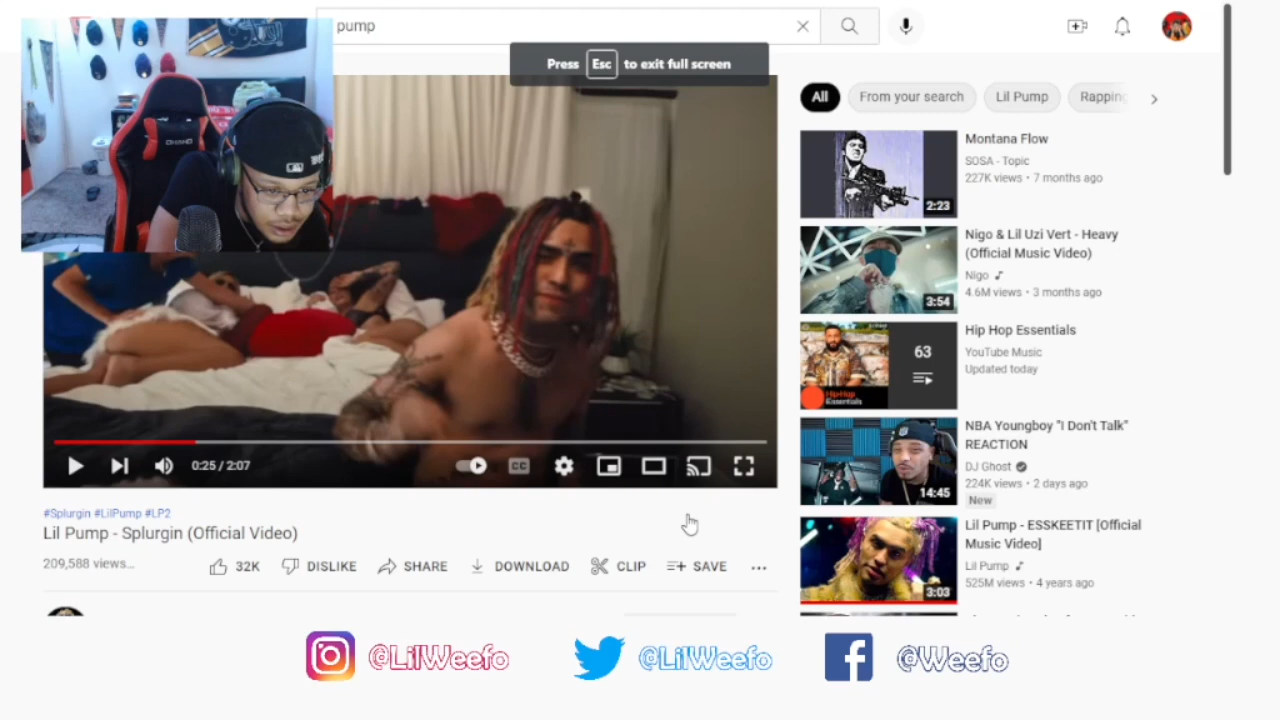 pump
Press Esc to exit full screen
All
From your search
Lil Pump
Rapping
Montana Flow
SOSA - Topic
227K views • 7 months ago
2:23
Nigo & Lil Uzi Vert - Heavy
(Official Music Video)
Nigo
4.6M views • 3 months ago
3:54
Hip Hop Essentials
YouTube Music
Updated today
63
Hip-Hop
Essentials
NBA Youngboy "I Don't Talk"
REACTION
DJ Ghost
224K views • 2 days ago
New
14:45
Lil Pump - ESSKEETIT [Official
Music Video]
Lil Pump
525M views • 4 years ago
3:03
0:25 / 2:07
CC
#Splurgin #LilPump #LP2
Lil Pump - Splurgin (Official Video)
209,588 views...
32K
DISLIKE
SHARE
DOWNLOAD
CLIP
SAVE
@LilWeefo
@LilWeefo
@Weefo